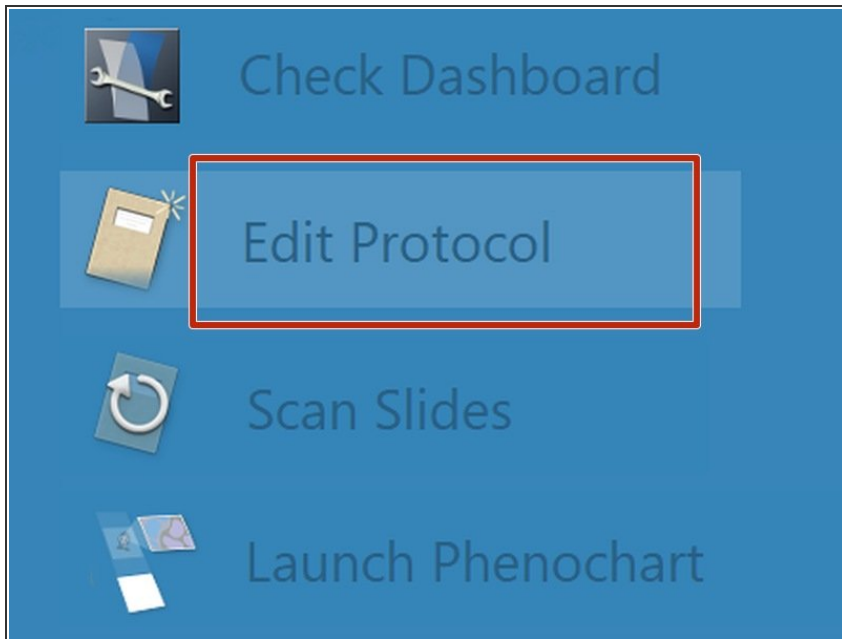 Check Dashboard
Edit Protocol
Scan Slides
Launch Phenochart